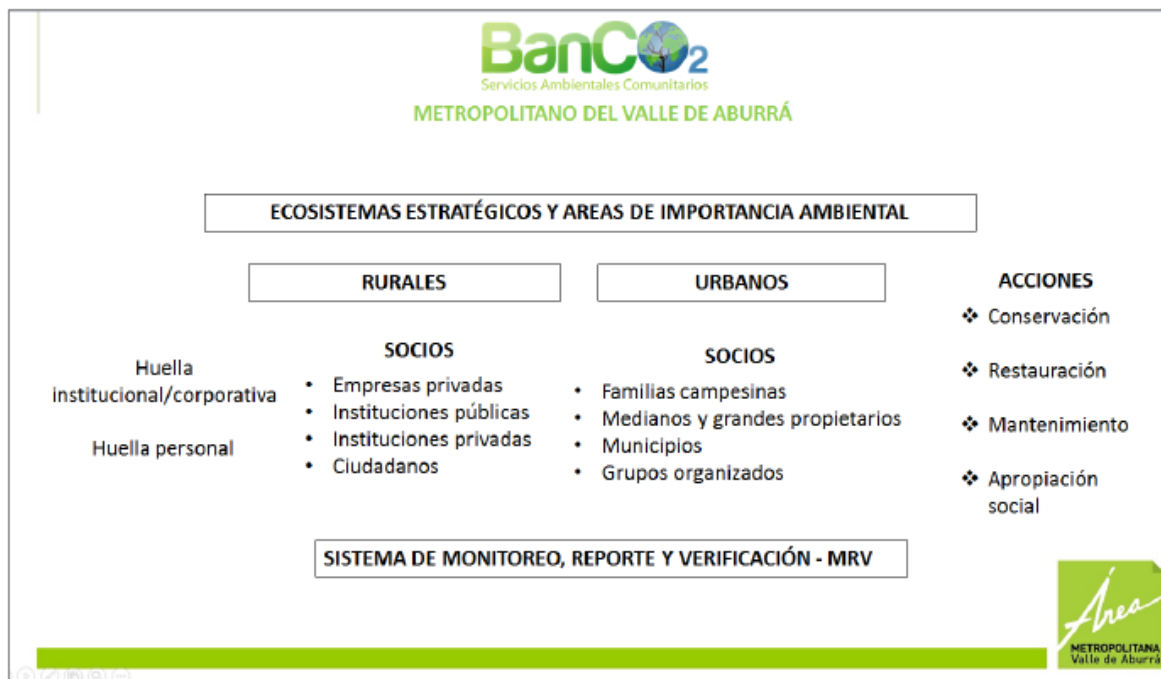 BanCO2
Servicios Ambientales Comunitarios
METROPOLITANO DEL VALLE DE ABURRÁ
ECOSISTEMAS ESTRATÉGICOS Y AREAS DE IMPORTANCIA AMBIENTAL
RURALES
URBANOS
ACCIONES
Huella
institucional/corporativa
Huella personal
SOCIOS
• Empresas privadas
• Instituciones públicas
• Instituciones privadas
• Ciudadanos
SOCIOS
• Familias campesinas
• Medianos y grandes propietarios
• Municipios
• Grupos organizados
❖ Conservación
❖ Restauración
❖ Mantenimiento
❖ Apropiación
social
SISTEMA DE MONITOREO, REPORTE Y VERIFICACIÓN - MRV
Área
METROPOLITANA
Valle de Aburrá